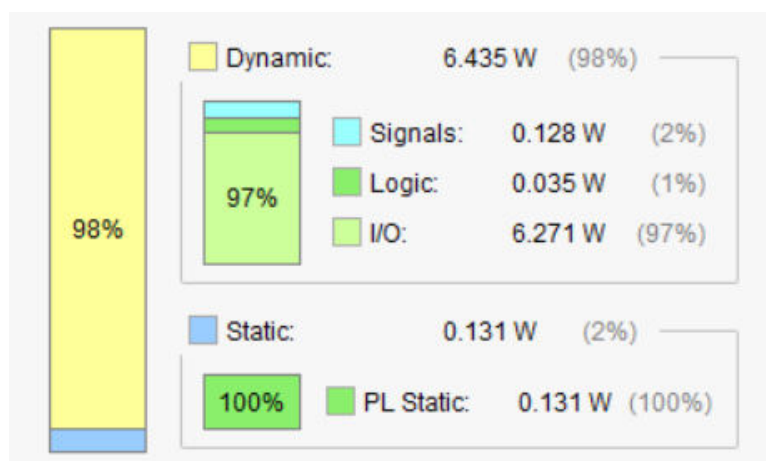 Dynamic: 6.435 W (98%)
Signals: 0.128 W (2%)
Logic: 0.035 W (1%)
97%
I/O: 6.271 W (97%)
98%
Static: 0.131 W (2%)
100% PL Static: 0.131 W (100%)